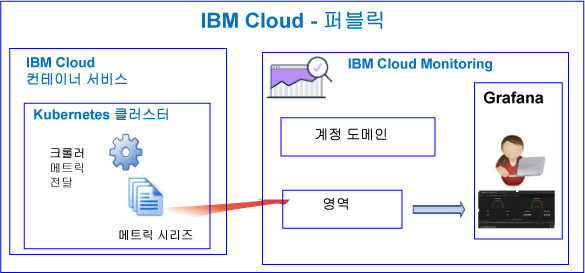 IBM Cloud - 퍼블릭
IBM Cloud
컨테이너 서비스
Kubernetes 클러스터
크롤러
메트릭
전달
메트릭 시리즈
IBM Cloud Monitoring
계정 도메인
영역
Grafana